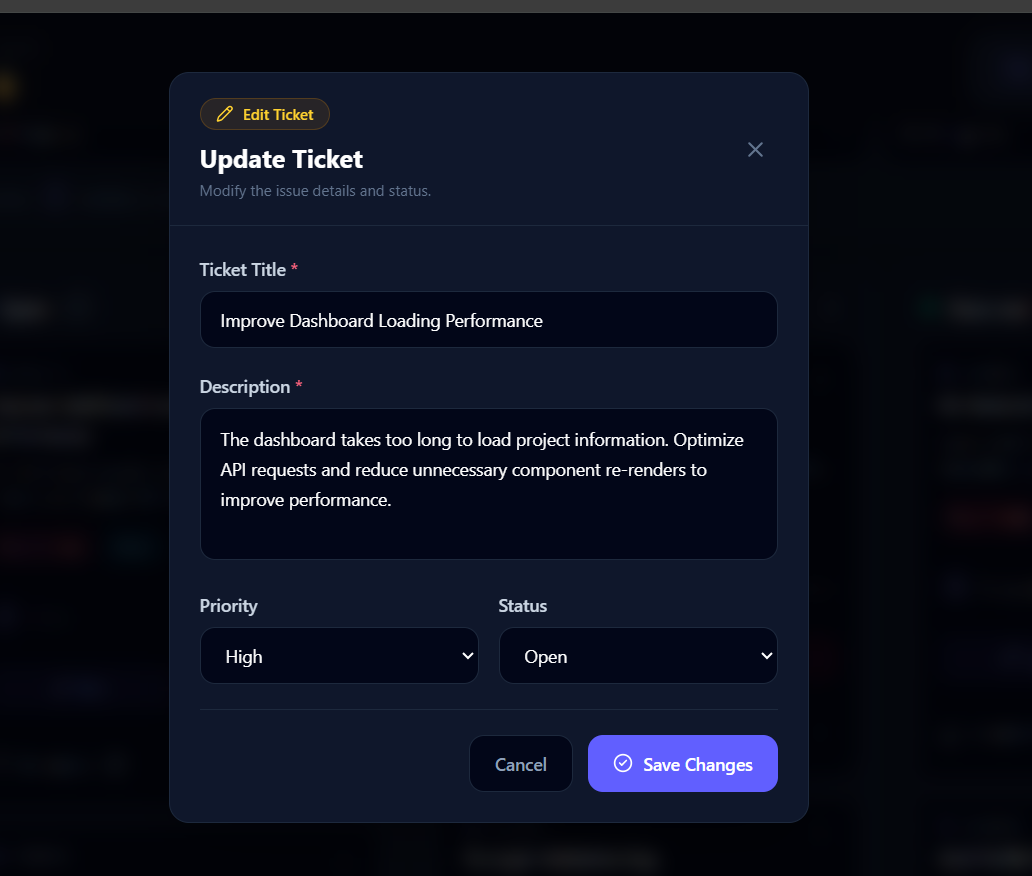 Edit Ticket
Update Ticket
Modify the issue details and status.
Ticket Title *
Improve Dashboard Loading Performance
Description *
The dashboard takes too long to load project information. Optimize
API requests and reduce unnecessary component re-renders to
improve performance.
Priority
Status
High
Open
Cancel
Save Changes